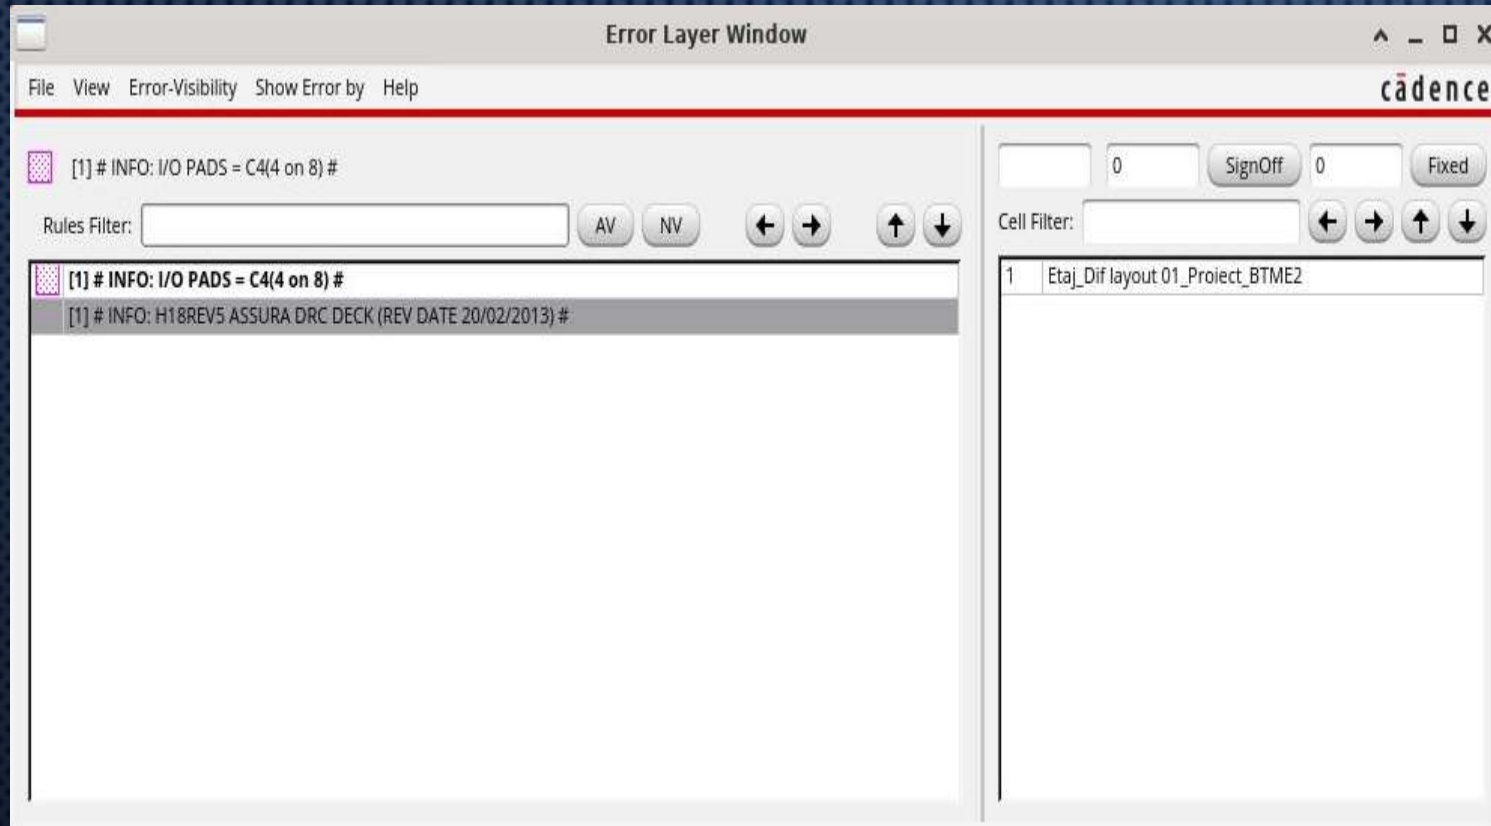 Error Layer Window
File View Error-Visibility Show Error by Help
cādence
[1] # INFO: I/O PADS = C4(4 on 8) #
0 SignOff 0 Fixed
Rules Filter: AV NV
Cell Filter:
[1] # INFO: I/O PADS = C4(4 on 8) #
[1] # INFO: H18REV5 ASSURA DRC DECK (REV DATE 20/02/2013) #
1 Etaj_Dif layout 01_Proiect_BTME2